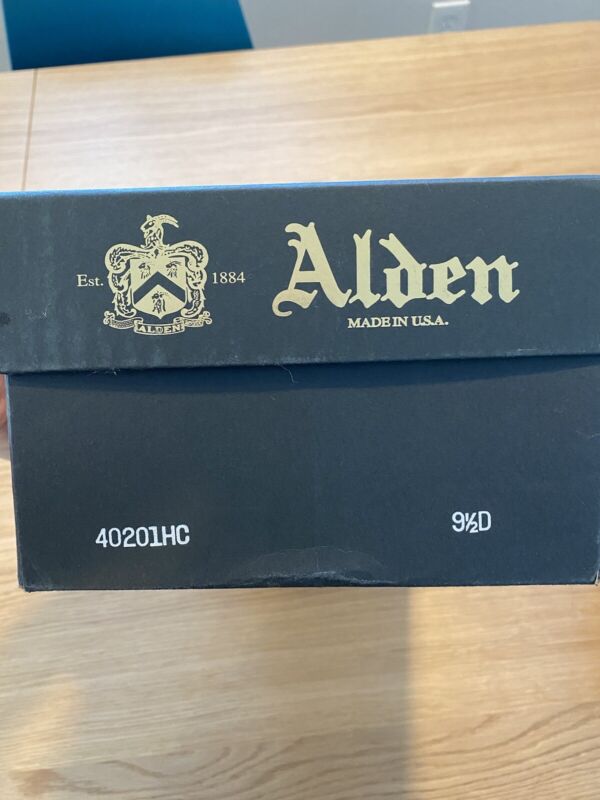 Est. 1884
ALDEN
Alden
MADE IN U.S.A.
40201HC
9½D